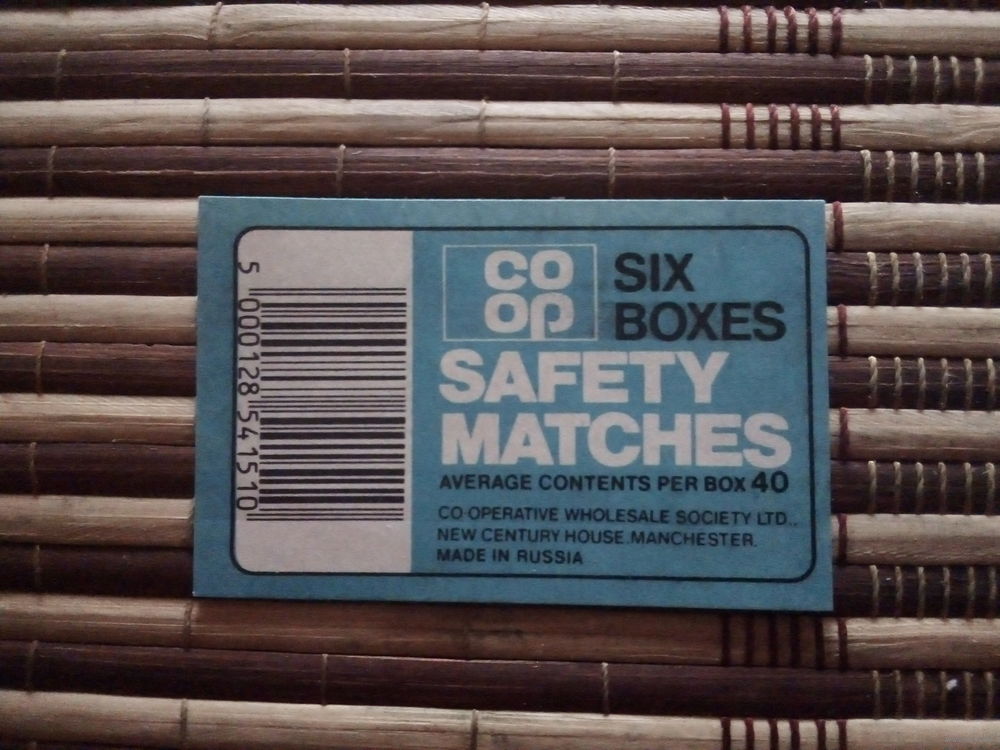 CO
OP
SIX
BOXES
SAFETY
MATCHES
AVERAGE CONTENTS PER BOX 40
CO-OPERATIVE WHOLESALE SOCIETY LTD.,
NEW CENTURY HOUSE. MANCHESTER.
MADE IN RUSSIA
5 000128 541510